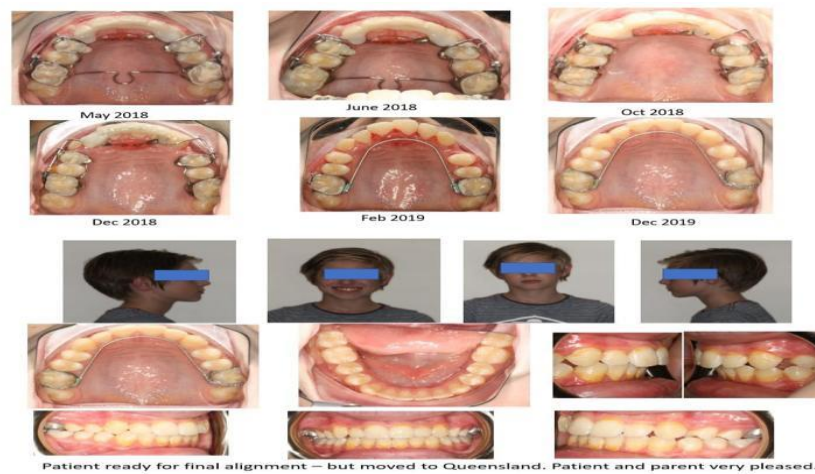 May 2018
June 2018
Oct 2018
Dec 2018
Feb 2019
Dec 2019
Patient ready for final alignment – but moved to Queensland. Patient and parent very pleased